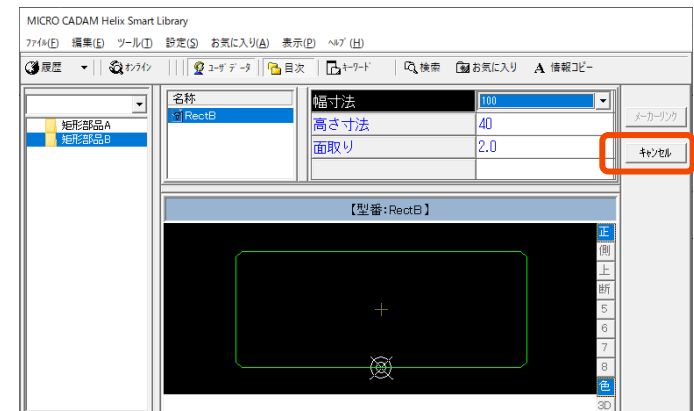 MICRO CADAM Helix Smart Library
ファイル(F) 編集(E) ツール(T) 設定(S) お気に入り(A) 表示(P) ヘルプ(H)
履歴 オンライン ユーザデータ 目次 キーワード 検索 お気に入り A 情報コピー
名称
RectB
幅寸法 100
高さ寸法 40
面取り 2.0
矩形部品A
矩形部品B
メーカーリンク
キャンセル
【型番:RectB】
正
側
上
断
5
6
7
8
色
3D